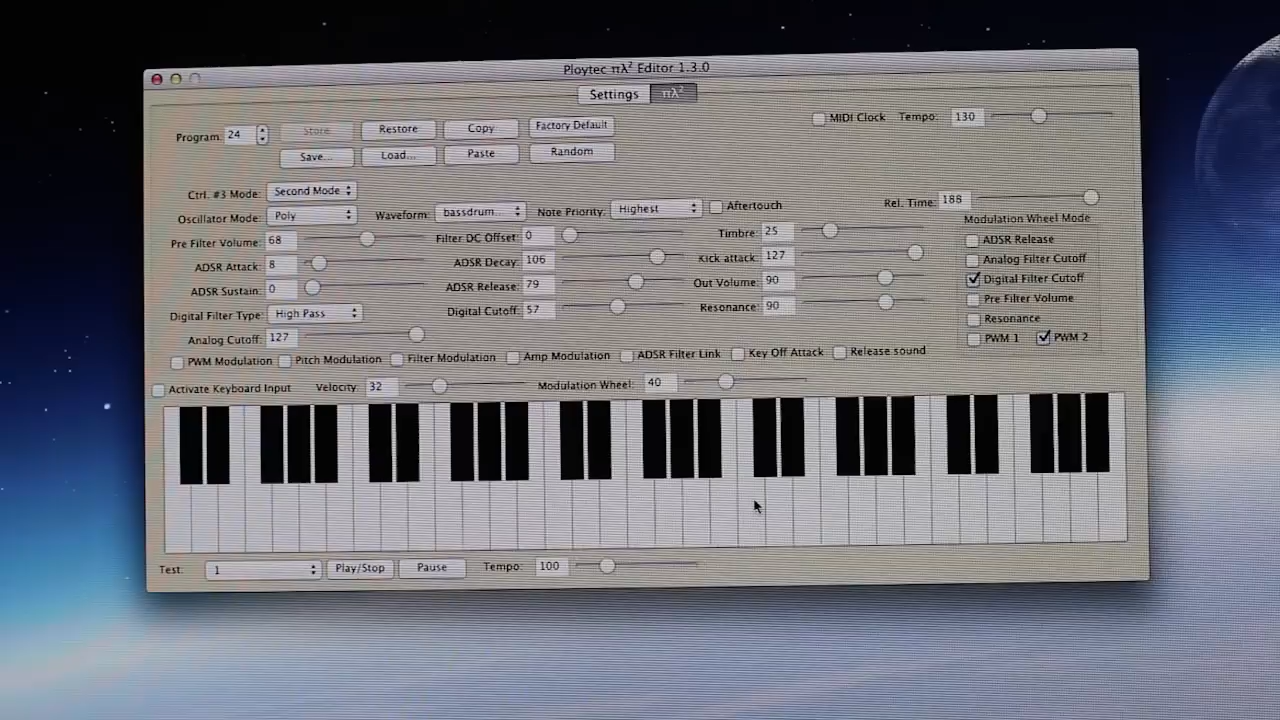 Ploytec πλ² Editor 1.3.0
Settings πλ²
Program: 24 Store Restore Copy Factory Default MIDI Clock Tempo: 130
Save... Load... Paste Random
Ctrl. #3 Mode: Second Mode
Oscillator Mode: Poly Waveform: bassdrum... Note Priority: Highest Aftertouch Rel. Time: 188
Modulation Wheel Mode
Pre Filter Volume: 68 Filter DC Offset: 0 Timbre: 25 ADSR Release
ADSR Attack: 8 ADSR Decay: 106 Kick attack: 127 Analog Filter Cutoff
ADSR Sustain: 0 ADSR Release: 79 Out Volume: 90 Digital Filter Cutoff
Digital Filter Type: High Pass Digital Cutoff: 57 Resonance: 90 Pre Filter Volume
Resonance
Analog Cutoff: 127 PWM 1 PWM 2
PWM Modulation Pitch Modulation Filter Modulation Amp Modulation ADSR Filter Link Key Off Attack Release sound
Activate Keyboard Input Velocity: 32 Modulation Wheel: 40
Test: 1 Play/Stop Pause Tempo: 100